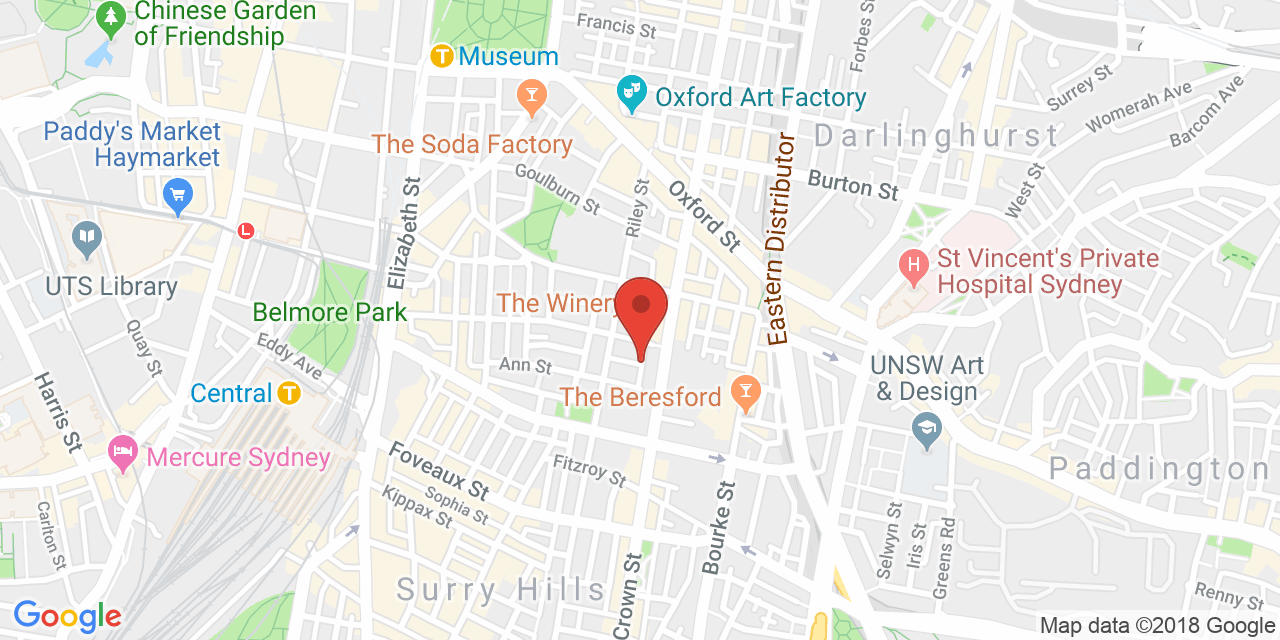 Chinese Garden
of Friendship
Francis St
Forbes St
Museum
Surrey St
Womerah Ave
Barcom Ave
Oxford Art Factory
Paddy's Market
Haymarket
The Soda Factory
Darlinghurst
Goulburn St
Riley St
Oxford St
Burton St
West St
Elizabeth St
Eastern Distributor
L
UTS Library
H
St Vincent's Private
Hospital Sydney
Belmore Park
The Winery
Quay St
Eddy Ave
Ann St
UNSW Art
& Design
Central
The Beresford
Harris St
Mercure Sydney
Foveaux St
Fitzroy St
Paddington
Sophia St
Kippax St
Carlton St
Bourke St
Selwyn St
Iris St
Greens Rd
Surry Hills
Crown St
Renny St
Google
Map data ©2018 Google